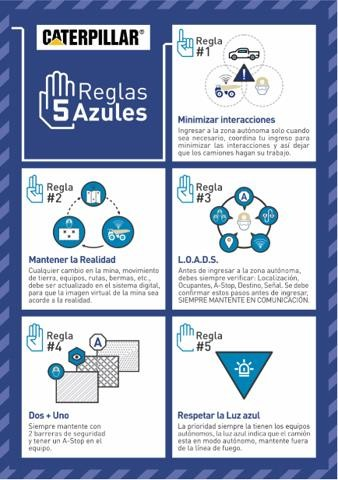 CATERPILLAR®
5 Reglas
Azules
Regla
#1
Minimizar interacciones
Ingresar a la zona autónoma solo cuando
sea necesario, coordina tu ingreso para
minimizar las interacciones y así dejar
que los camiones hagan su trabajo.
Regla
#2
Mantener la Realidad
Cualquier cambio en la mina, movimiento
de tierra, equipos, rutas, bermas, etc.,
debe ser actualizado en el sistema digital,
para que la imagen virtual de la mina sea
acorde a la realidad.
Regla
#3
A
L.O.A.D.S.
Antes de ingresar a la zona autónoma,
debes siempre verificar: Localización,
Ocupantes, A-Stop, Destino, Señal. Se debe
confirmar estos pasos antes de ingresar,
SIEMPRE MANTENTE EN COMUNICACIÓN.
Regla
#4
A
Dos + Uno
Siempre mantente con
2 barreras de seguridad
y tener un A-Stop en el
equipo.
Regla
#5
Respetar la Luz azul
La prioridad siempre la tienen los equipos
autónomos, la luz azul indica que el camión
esta en modo autónomo, mantente fuera
de la línea de fuego.